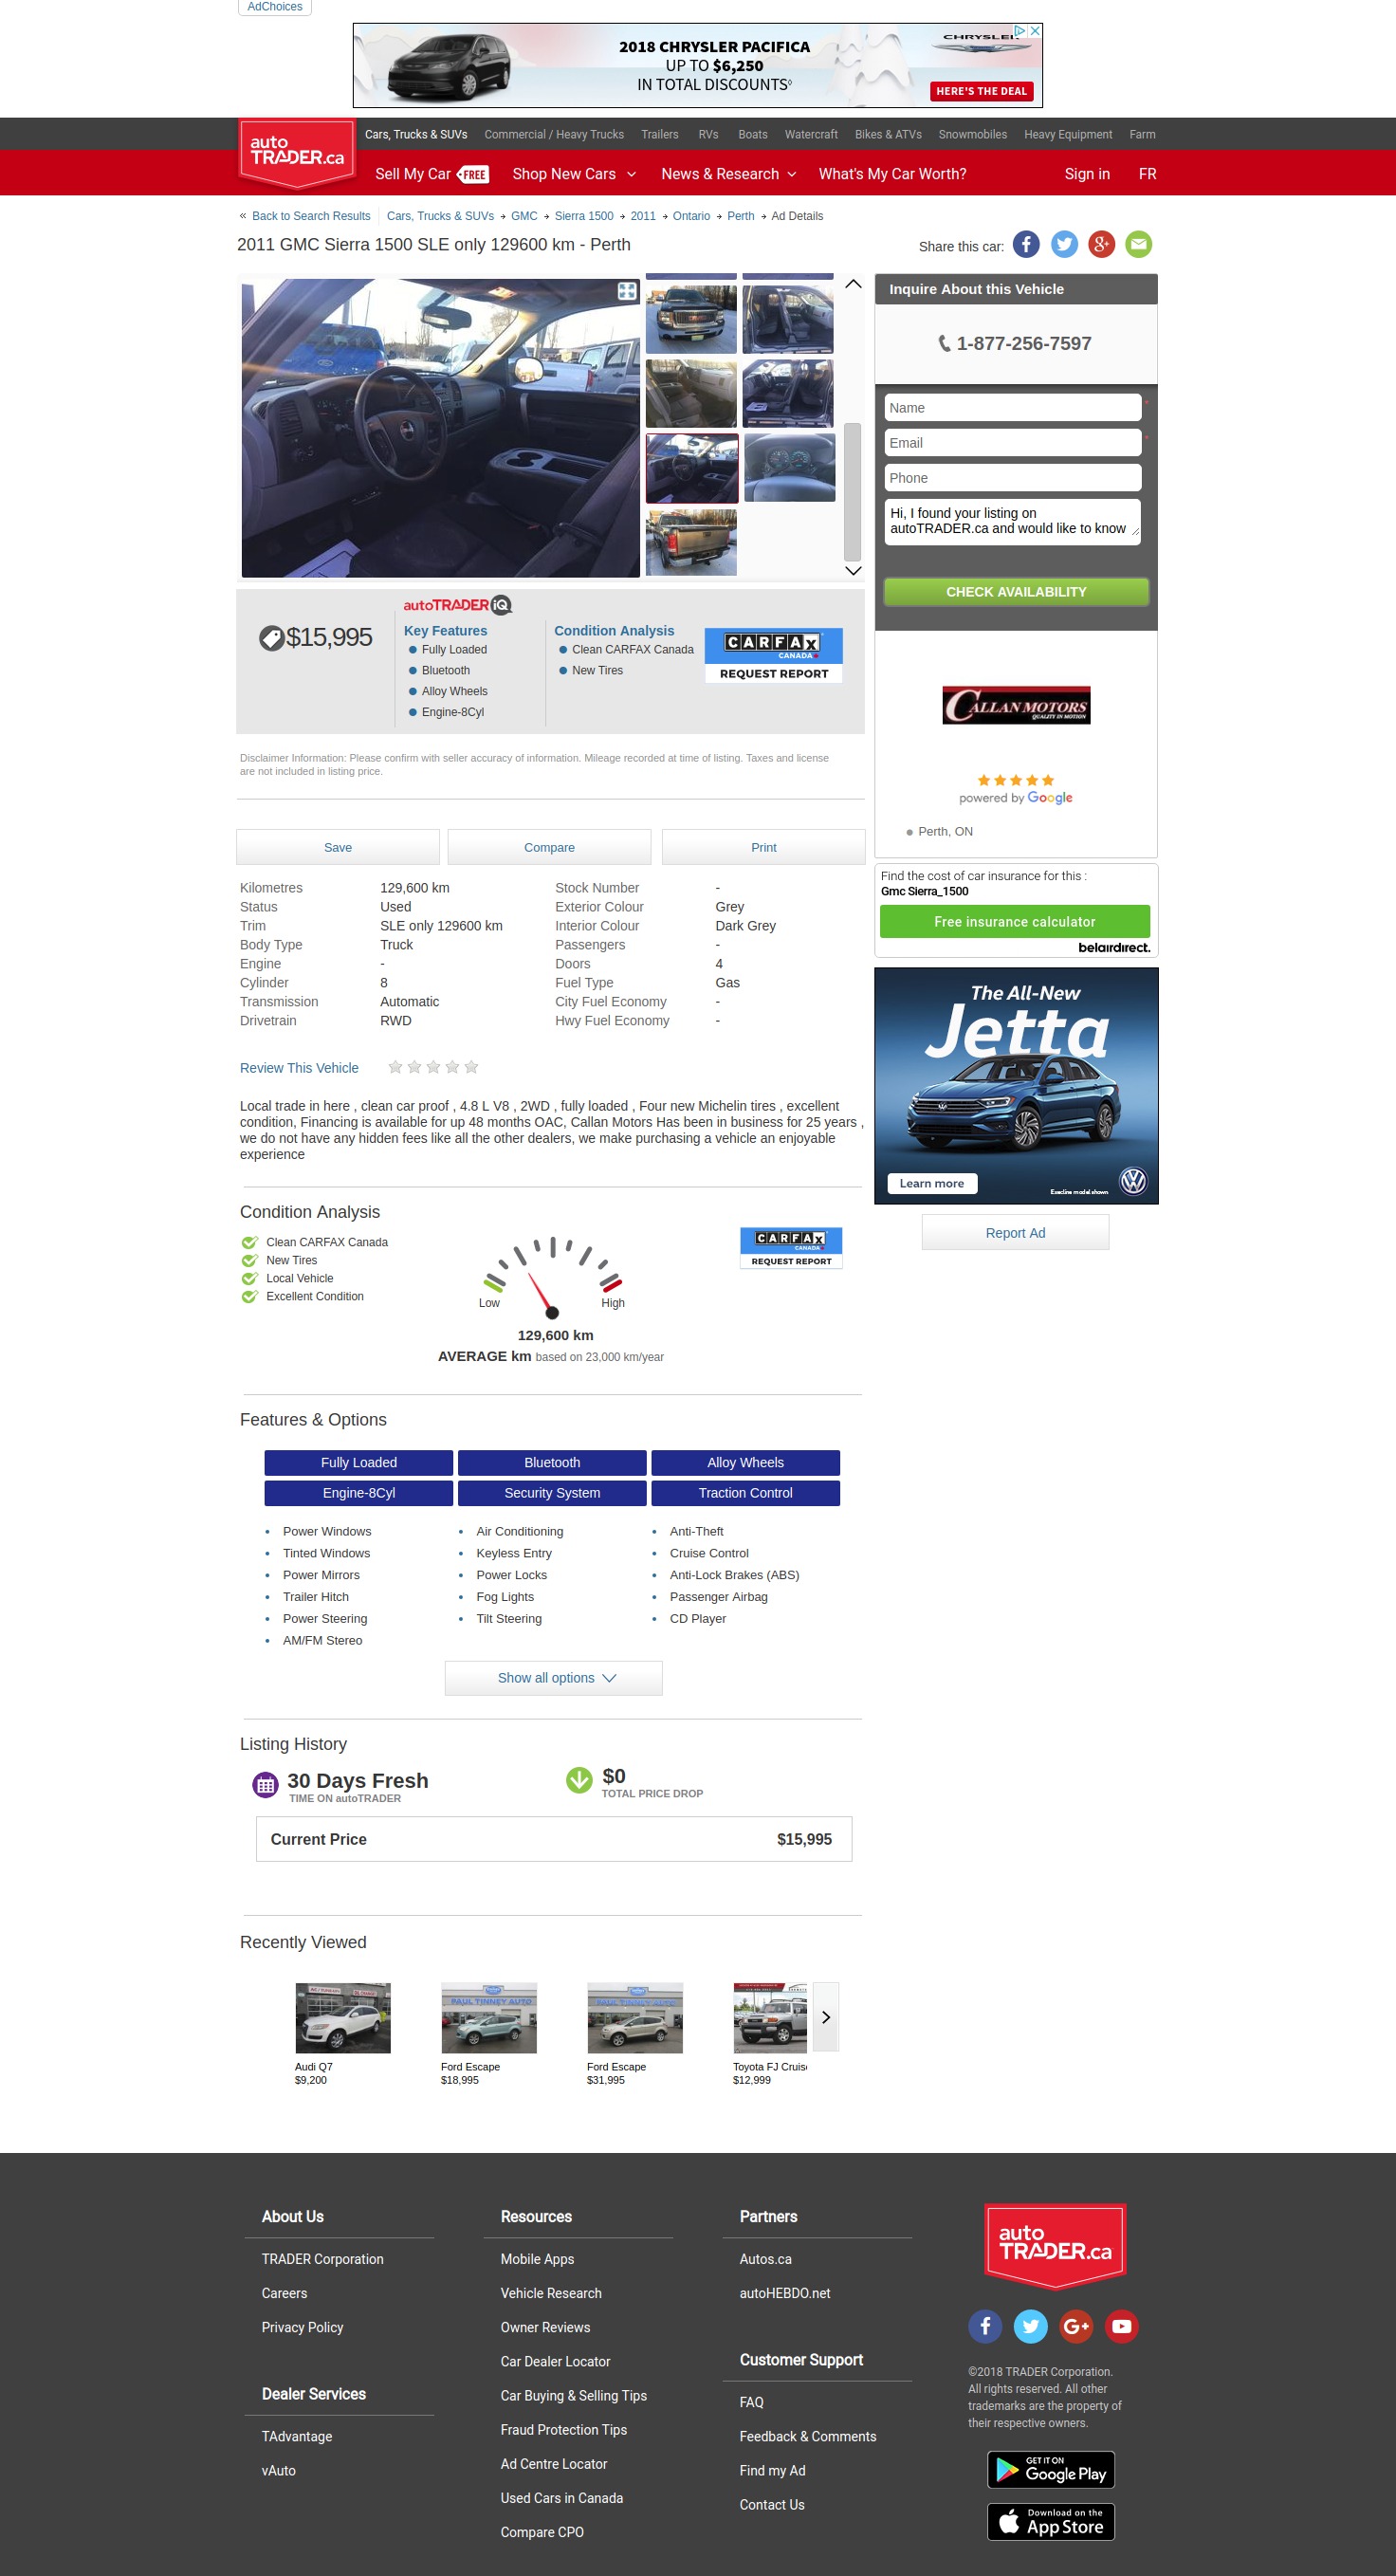 AdChoices
2018 CHRYSLER PACIFICA
UP TO $6,250
IN TOTAL DISCOUNTS◊
CHRYSLER
HERE'S THE DEAL
auto
TRADER.ca
Cars, Trucks & SUVs Commercial / Heavy Trucks Trailers RVs Boats Watercraft Bikes & ATVs Snowmobiles Heavy Equipment Farm
Sell My Car FREE Shop New Cars News & Research What's My Car Worth? Sign in FR
« Back to Search Results Cars, Trucks & SUVs GMC Sierra 1500 2011 Ontario Perth Ad Details
2011 GMC Sierra 1500 SLE only 129600 km - Perth
Share this car:
Inquire About this Vehicle
1-877-256-7597
Name *
Email *
Phone
Hi, I found your listing on
autoTRADER.ca and would like to know
CHECK AVAILABILITY
$15,995
autoTRADER iQ
Key Features
Fully Loaded
Bluetooth
Alloy Wheels
Engine-8Cyl
Condition Analysis
Clean CARFAX Canada
New Tires
CARFAX
CANADA
REQUEST REPORT
CALLAN MOTORS
QUALITY IN MOTION
powered by Google
Perth, ON
Disclaimer Information: Please confirm with seller accuracy of information. Mileage recorded at time of listing. Taxes and license
are not included in listing price.
Save Compare Print
Find the cost of car insurance for this :
Gmc Sierra_1500
Free insurance calculator
belairdirect.
Kilometres 129,600 km Stock Number -
Status Used Exterior Colour Grey
Trim SLE only 129600 km Interior Colour Dark Grey
Body Type Truck Passengers -
Engine - Doors 4
Cylinder 8 Fuel Type Gas
Transmission Automatic City Fuel Economy -
Drivetrain RWD Hwy Fuel Economy -
The All-New
Jetta
Learn more
Execline model shown
Report Ad
Review This Vehicle
Local trade in here , clean car proof , 4.8 L V8 , 2WD , fully loaded , Four new Michelin tires , excellent
condition, Financing is available for up 48 months OAC, Callan Motors Has been in business for 25 years ,
we do not have any hidden fees like all the other dealers, we make purchasing a vehicle an enjoyable
experience
Condition Analysis
Clean CARFAX Canada
New Tires
Local Vehicle
Excellent Condition
Low High
129,600 km
AVERAGE km based on 23,000 km/year
CARFAX
CANADA
REQUEST REPORT
Features & Options
Fully Loaded Bluetooth Alloy Wheels
Engine-8Cyl Security System Traction Control
Power Windows Air Conditioning Anti-Theft
Tinted Windows Keyless Entry Cruise Control
Power Mirrors Power Locks Anti-Lock Brakes (ABS)
Trailer Hitch Fog Lights Passenger Airbag
Power Steering Tilt Steering CD Player
AM/FM Stereo
Show all options
Listing History
30 Days Fresh
TIME ON autoTRADER
$0
TOTAL PRICE DROP
Current Price $15,995
Recently Viewed
PAUL TINNEY AUTO
PAUL TINNEY AUTO
Audi Q7
$9,200
Ford Escape
$18,995
Ford Escape
$31,995
Toyota FJ Cruis
$12,999
About Us
TRADER Corporation
Careers
Privacy Policy
Dealer Services
TAdvantage
vAuto
Resources
Mobile Apps
Vehicle Research
Owner Reviews
Car Dealer Locator
Car Buying & Selling Tips
Fraud Protection Tips
Ad Centre Locator
Used Cars in Canada
Compare CPO
Partners
Autos.ca
autoHEBDO.net
Customer Support
FAQ
Feedback & Comments
Find my Ad
Contact Us
auto
TRADER.ca
©2018 TRADER Corporation.
All rights reserved. All other
trademarks are the property of
their respective owners.
GET IT ON
Google Play
Download on the
App Store